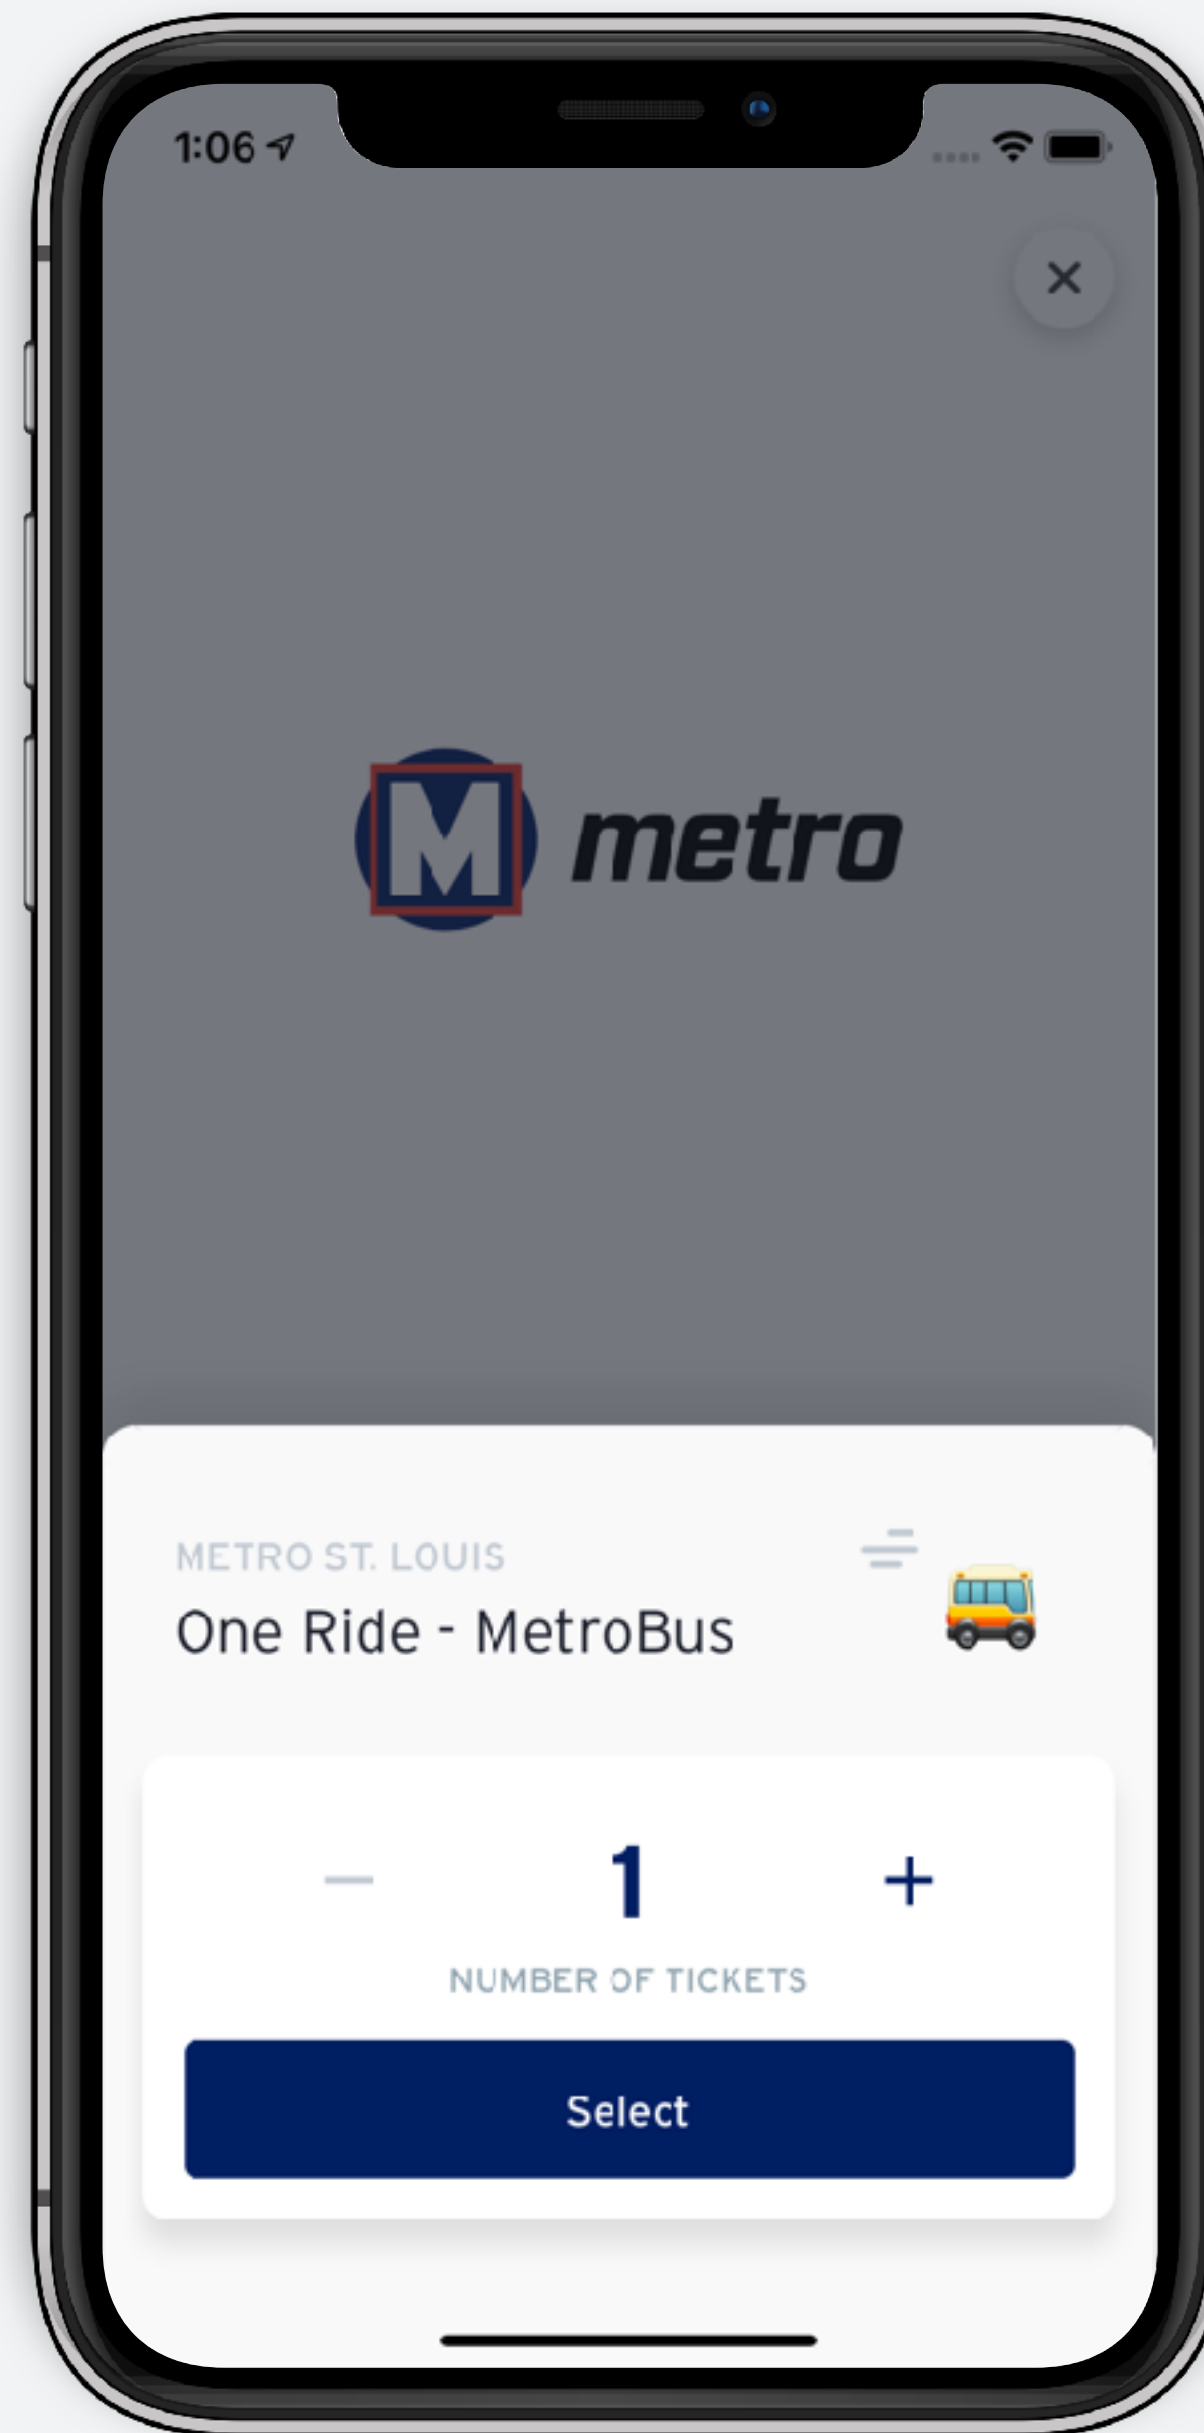 1:06
M metro
METRO ST. LOUIS
One Ride - MetroBus
1
NUMBER OF TICKETS
Select